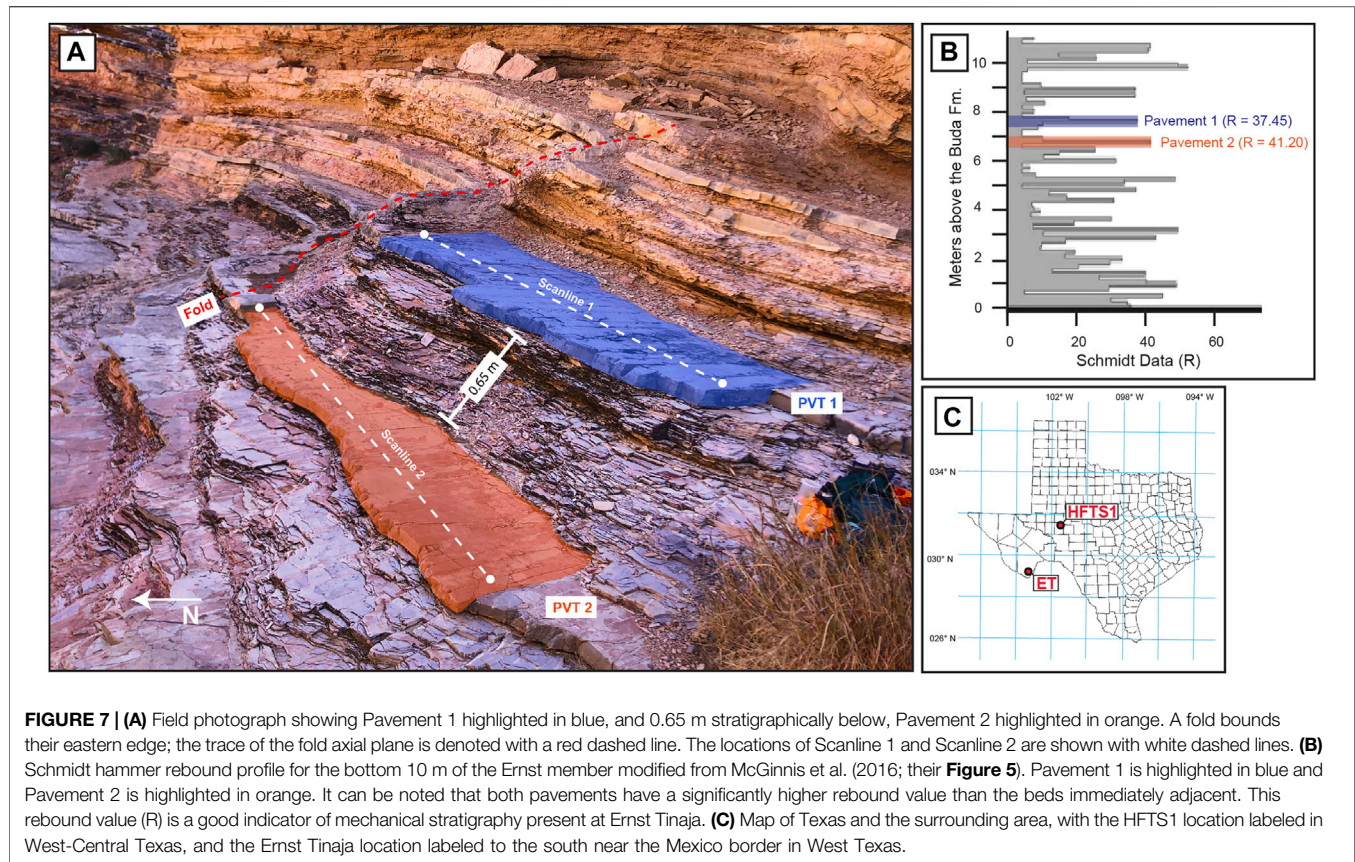 A
Fold
Scanline 1
0.65 m
PVT 1
Scanline 2
PVT 2
N
B
Meters above the Buda Fm.
10
8
6
4
2
0
Pavement 1 (R = 37.45)
Pavement 2 (R = 41.20)
0 20 40 60
Schmidt Data (R)
C
102° W 098° W 094° W
034° N
030° N
026° N
HFTS1
ET
FIGURE 7 | (A) Field photograph showing Pavement 1 highlighted in blue, and 0.65 m stratigraphically below, Pavement 2 highlighted in orange. A fold bounds
their eastern edge; the trace of the fold axial plane is denoted with a red dashed line. The locations of Scanline 1 and Scanline 2 are shown with white dashed lines. (B)
Schmidt hammer rebound profile for the bottom 10 m of the Ernst member modified from McGinnis et al. (2016; their Figure 5). Pavement 1 is highlighted in blue and
Pavement 2 is highlighted in orange. It can be noted that both pavements have a significantly higher rebound value than the beds immediately adjacent. This
rebound value (R) is a good indicator of mechanical stratigraphy present at Ernst Tinaja. (C) Map of Texas and the surrounding area, with the HFTS1 location labeled in
West-Central Texas, and the Ernst Tinaja location labeled to the south near the Mexico border in West Texas.